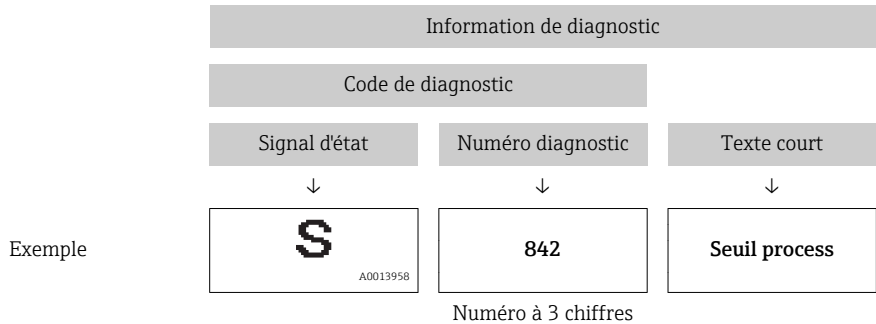 Information de diagnostic
Code de diagnostic
Signal d'état Numéro diagnostic Texte court
↓ ↓ ↓
Exemple S 842 Seuil process
A0013958
Numéro à 3 chiffres